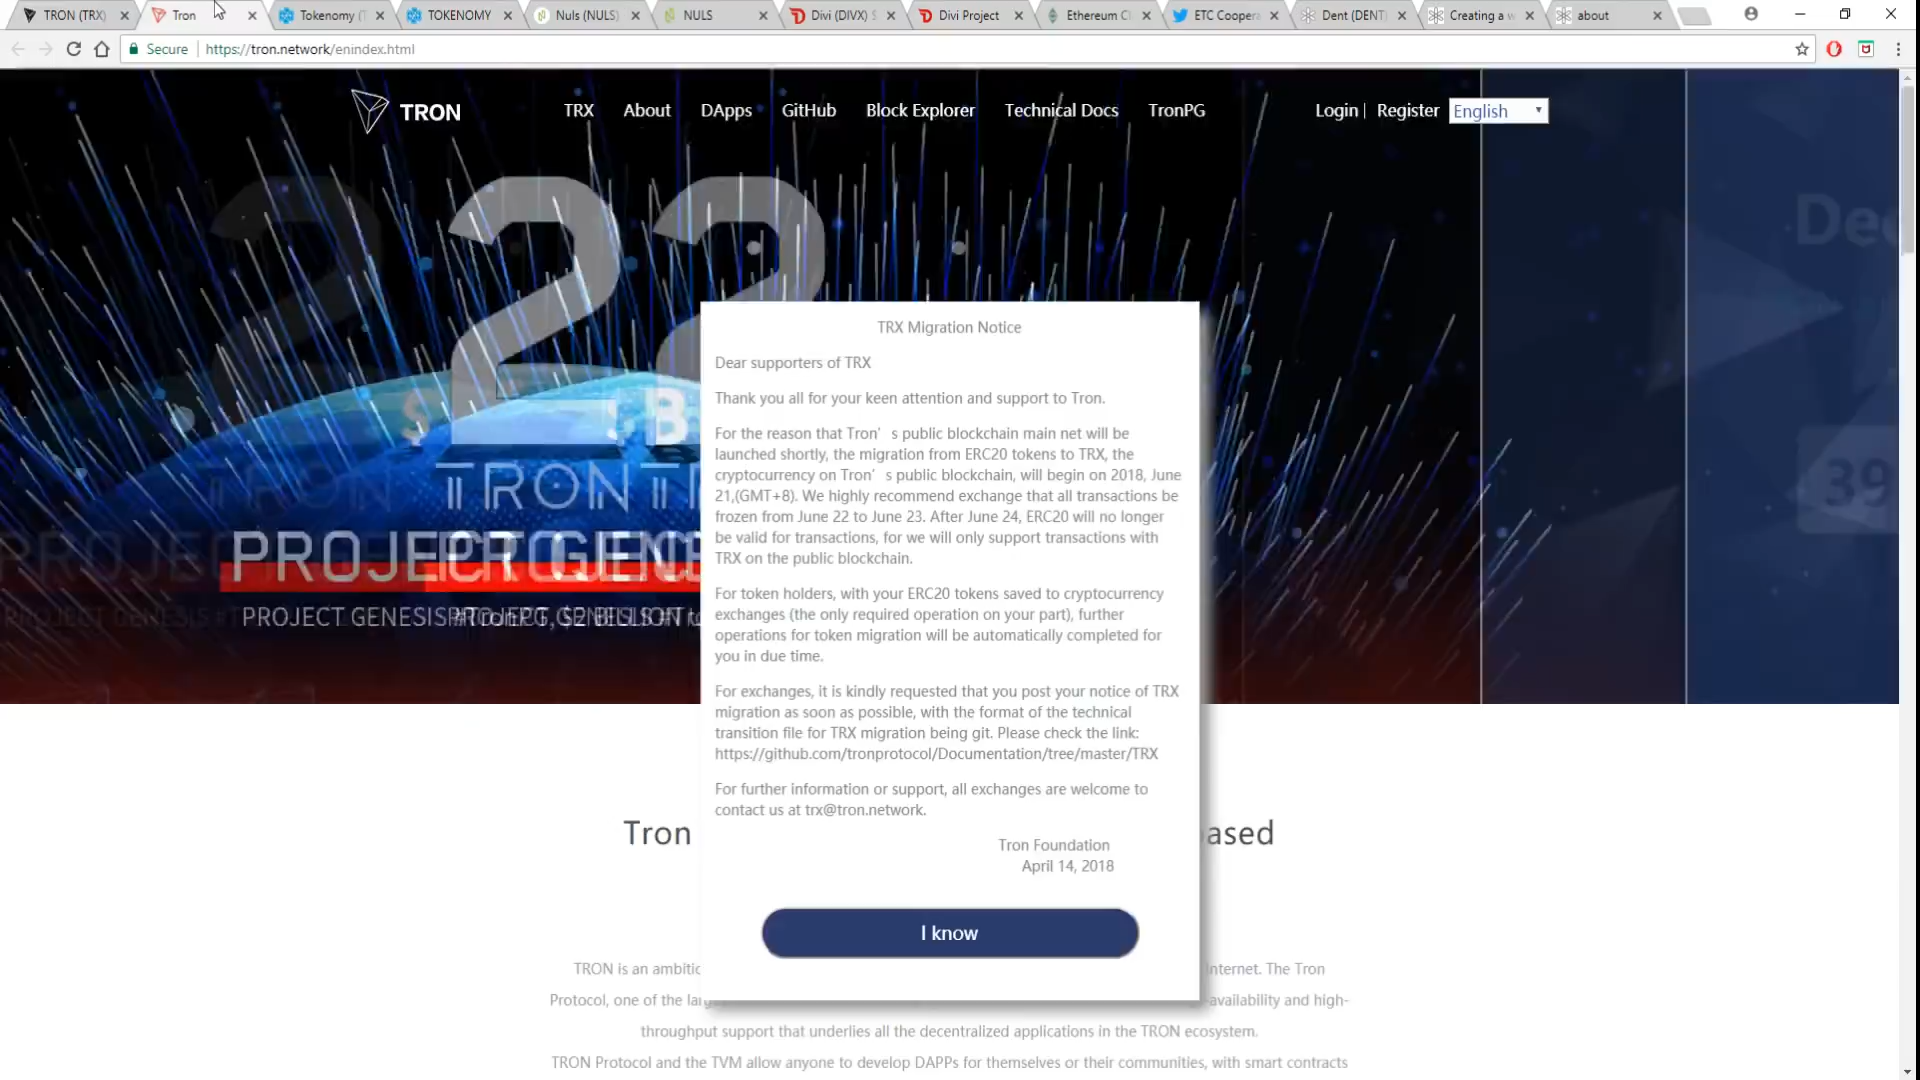 TRON (TRX)
Tron
Tokenomy (T
TOKENOMY
Nuls (NULS)
NULS
Divi (DIVX) S
Divi Project
Ethereum Cl
ETC Coopera
Dent (DENT)
Creating a w
about
Secure https://tron.network/enindex.html
TRON TRX About DApps GitHub Block Explorer Technical Docs TronPG Login | Register English
22
Dec
39
TRON
PROJECT GEN
TRX Migration Notice
Dear supporters of TRX
Thank you all for your keen attention and support to Tron.
For the reason that Tron' s public blockchain main net will be
launched shortly, the migration from ERC20 tokens to TRX, the
cryptocurrency on Tron' s public blockchain, will begin on 2018, June
21,(GMT+8). We highly recommend exchange that all transactions be
frozen from June 22 to June 23. After June 24, ERC20 will no longer
be valid for transactions, for we will only support transactions with
TRX on the public blockchain.
For token holders, with your ERC20 tokens saved to cryptocurrency
exchanges (the only required operation on your part), further
operations for token migration will be automatically completed for
you in due time.
For exchanges, it is kindly requested that you post your notice of TRX
migration as soon as possible, with the format of the technical
transition file for TRX migration being git. Please check the link:
https://github.com/tronprotocol/Documentation/tree/master/TRX
For further information or support, all exchanges are welcome to
contact us at trx@tron.network.
Tron Foundation
April 14, 2018
I know
Tron ased
TRON is an ambitic Internet. The Tron
Protocol, one of the lar -availability and high-
throughput support that underlies all the decentralized applications in the TRON ecosystem.
TRON Protocol and the TVM allow anyone to develop DAPPs for themselves or their communities, with smart contracts